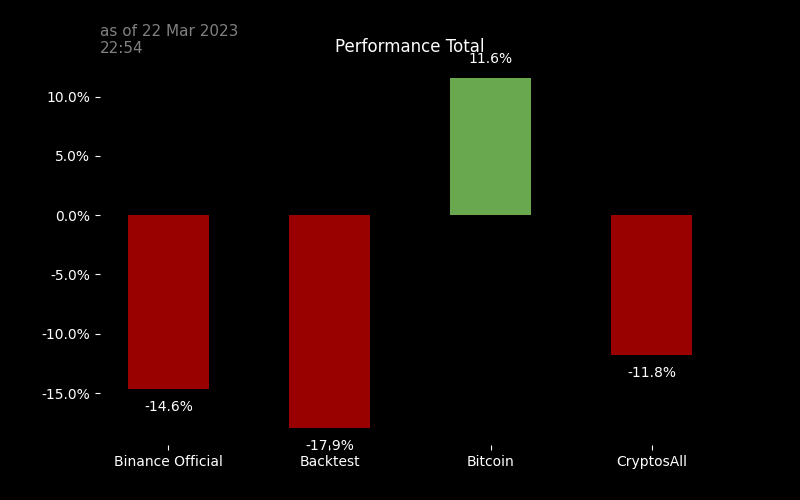 as of 22 Mar 2023
22:54
Performance Total
11.6%
10.0%
5.0%
0.0%
-5.0%
-10.0%
-11.8%
-15.0%
-14.6%
-17.9%
Binance Official
Backtest
Bitcoin
CryptosAll